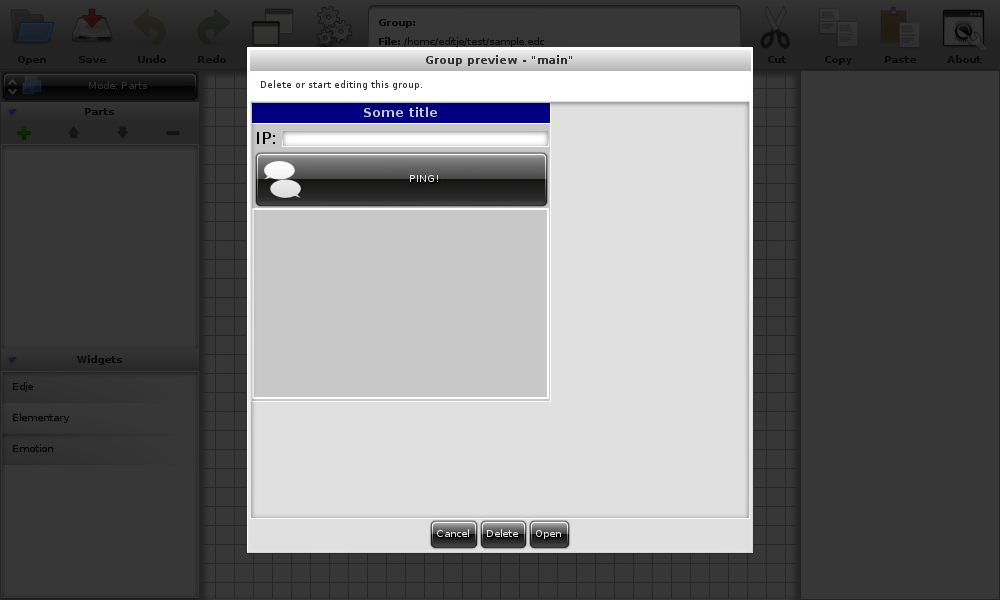 Group:
File: /home/editje/test/sample.edc
Open
Save
Undo
Redo
Cut
Copy
Paste
About
Group preview - "main"
Delete or start editing this group.
Mode: Parts
Parts
Some title
IP:
PING!
Widgets
Edje
Elementary
Emotion
Cancel
Delete
Open